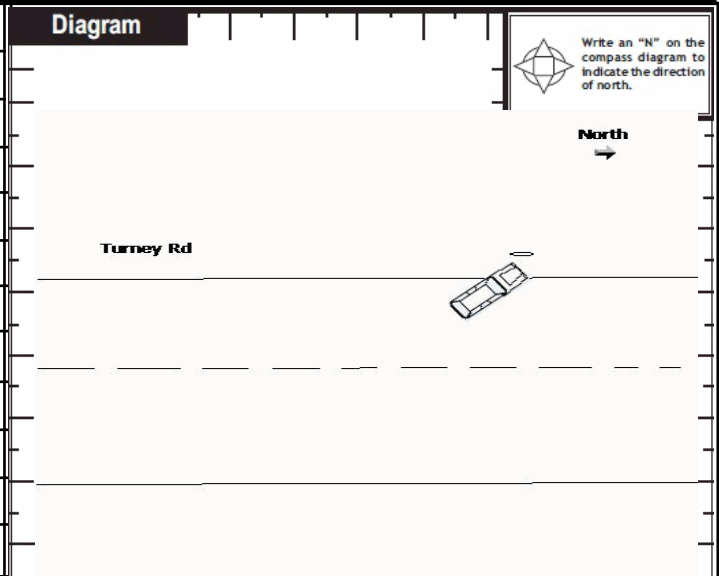 Diagram
Write an “N” on the
compass diagram to
indicate the direction
of north.
North
Turney Rd